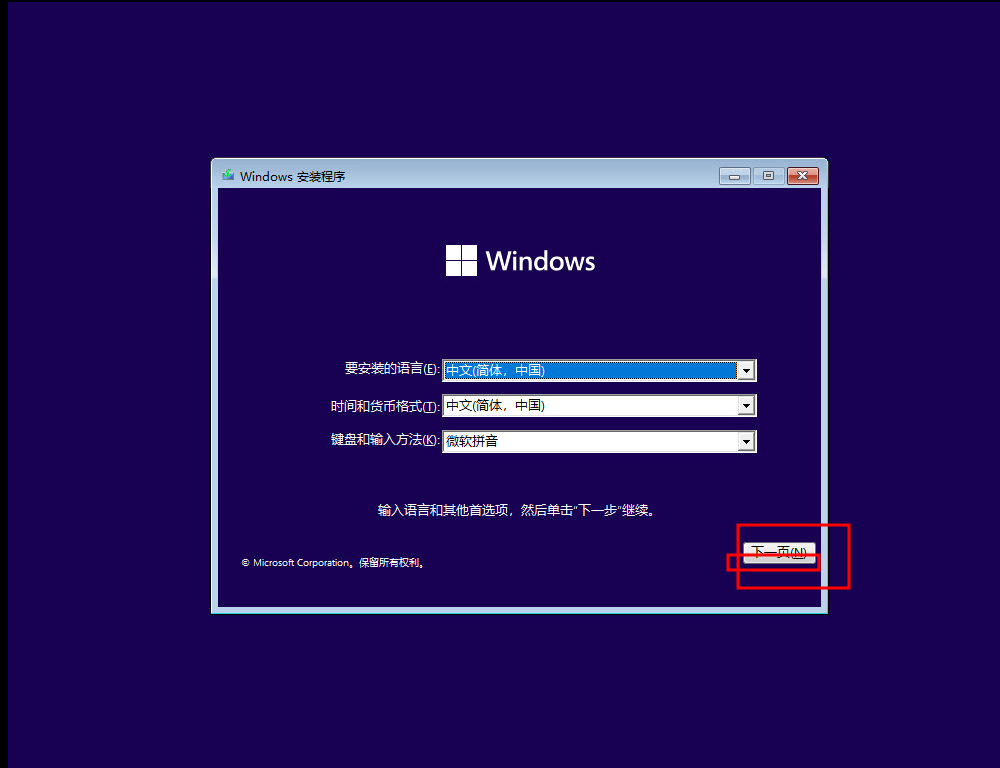 Windows 安装程序
Windows
要安装的语言(E): 中文(简体，中国)
时间和货币格式(T): 中文(简体，中国)
键盘和输入方法(K): 微软拼音
输入语言和其他首选项，然后单击"下一步"继续。
下一页(N)
© Microsoft Corporation。保留所有权利。